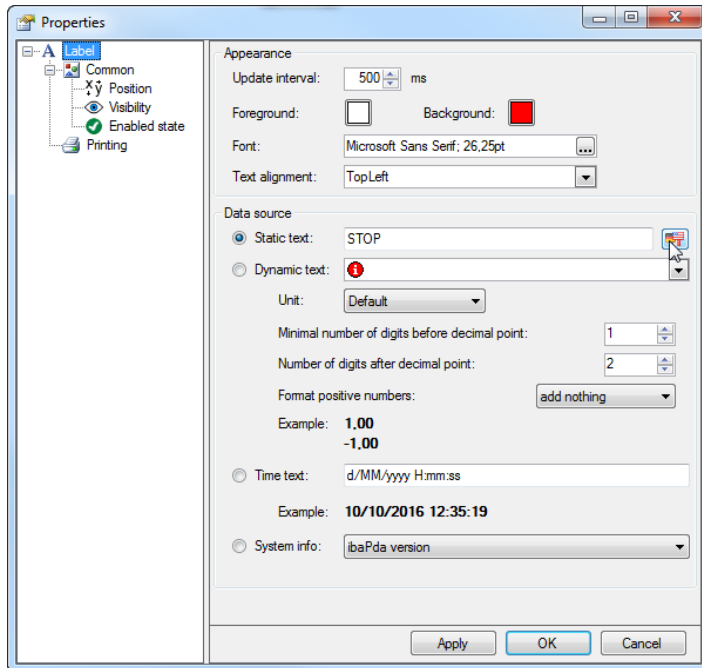 Properties
A Label
Common
Position
Visibility
Enabled state
Printing
Appearance
Update interval: 500 ms
Foreground: Background:
Font: Microsoft Sans Serif; 26,25pt ...
Text alignment: TopLeft
Data source
Static text: STOP
Dynamic text:
Unit: Default
Minimal number of digits before decimal point: 1
Number of digits after decimal point: 2
Format positive numbers: add nothing
Example: 1,00
-1,00
Time text: d/MM/yyyy H:mm:ss
Example: 10/10/2016 12:35:19
System info: ibaPda version
Apply OK Cancel